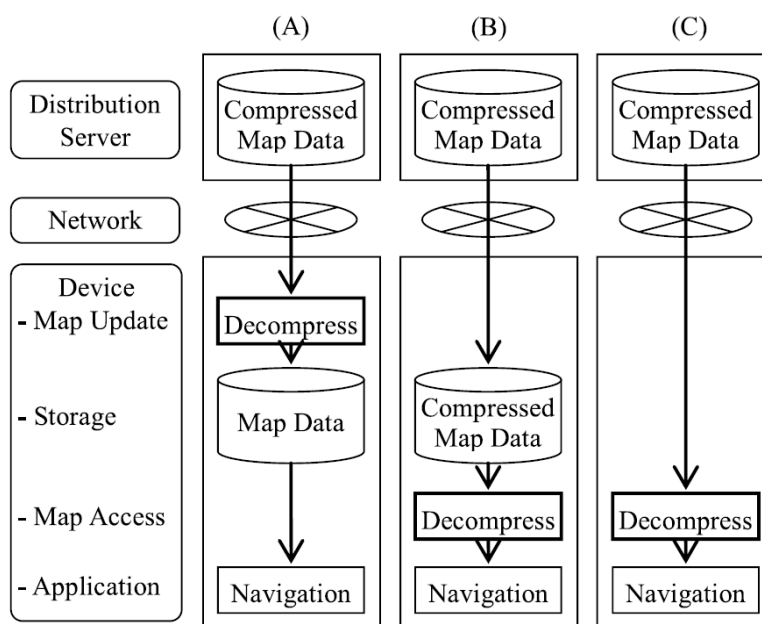 (A) (B) (C)
Distribution
Server
Compressed
Map Data
Compressed
Map Data
Compressed
Map Data
Network
Device
- Map Update
- Storage
- Map Access
- Application
Decompress
Map Data
Navigation
Compressed
Map Data
Decompress
Navigation
Decompress
Navigation